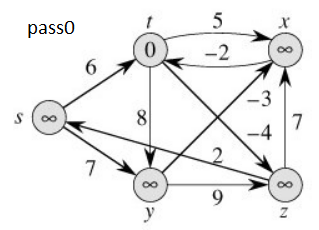 pass0
t 5 x
0 −2 ∞
6
8 −3
s ∞ −4 7
7 2
∞ 9 ∞
y z